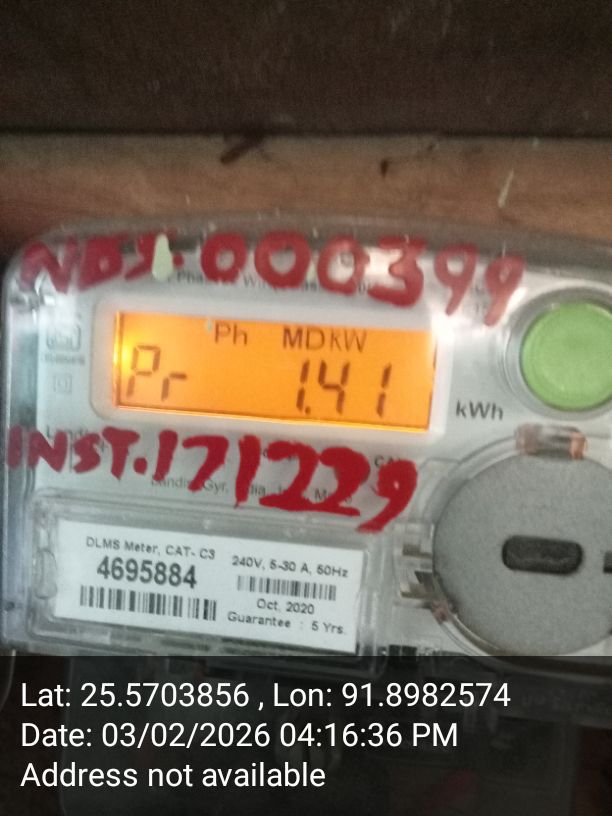 NBS.000399
Ph MD kW
Pr 1.41
kWh
INST.171229
DLMS Meter, CAT- C3
4695884
240V, 5-30 A, 50Hz
Oct. 2020
Guarantee : 5 Yrs.
Lat: 25.5703856 , Lon: 91.8982574
Date: 03/02/2026 04:16:36 PM
Address not available